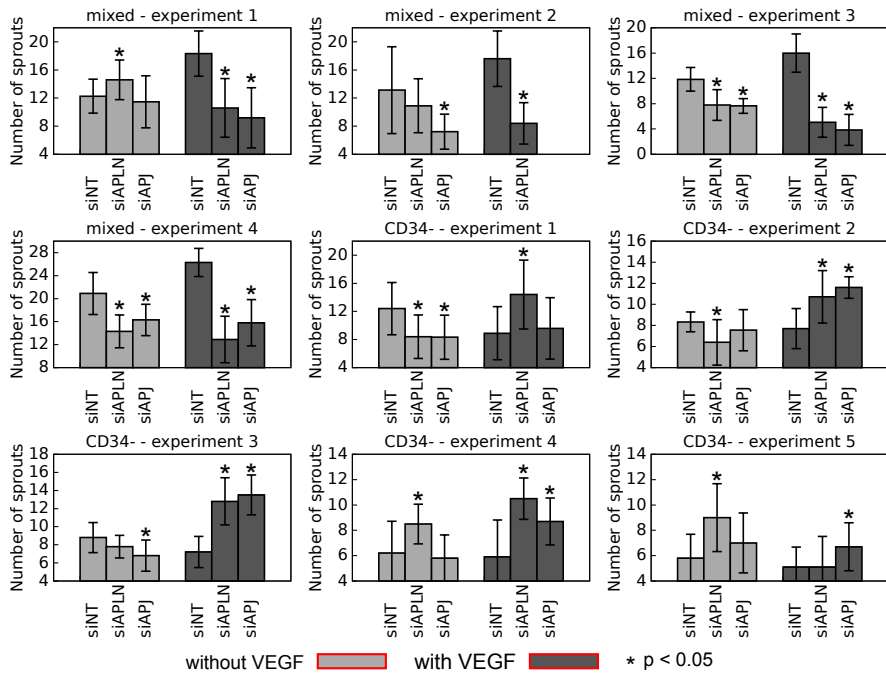 mixed - experiment 1
Number of sprouts
20
16
12
8
4
*
*
*
siNT
siAPLN
siAPJ
siNT
siAPLN
siAPJ
mixed - experiment 2
Number of sprouts
20
16
12
8
4
*
*
siNT
siAPLN
siAPJ
siNT
siAPLN
mixed - experiment 3
Number of sprouts
20
16
12
8
4
0
*
*
*
*
siNT
siAPLN
siAPJ
siNT
siAPLN
siAPJ
mixed - experiment 4
Number of sprouts
28
24
20
16
12
8
*
*
*
*
siNT
siAPLN
siAPJ
siNT
siAPLN
siAPJ
CD34- - experiment 1
Number of sprouts
20
16
12
8
4
*
*
*
siNT
siAPLN
siAPJ
siNT
siAPLN
siAPJ
CD34- - experiment 2
Number of sprouts
16
14
12
10
8
6
4
*
*
*
siNT
siAPLN
siAPJ
siNT
siAPLN
siAPJ
CD34- - experiment 3
Number of sprouts
18
16
14
12
10
8
6
4
*
*
*
siNT
siAPLN
siAPJ
siNT
siAPLN
siAPJ
CD34- - experiment 4
Number of sprouts
12
10
8
6
4
*
*
*
siNT
siAPLN
siAPJ
siNT
siAPLN
siAPJ
CD34- - experiment 5
Number of sprouts
12
10
8
6
4
*
*
siNT
siAPLN
siAPJ
siNT
siAPLN
siAPJ
without VEGF with VEGF * p < 0.05